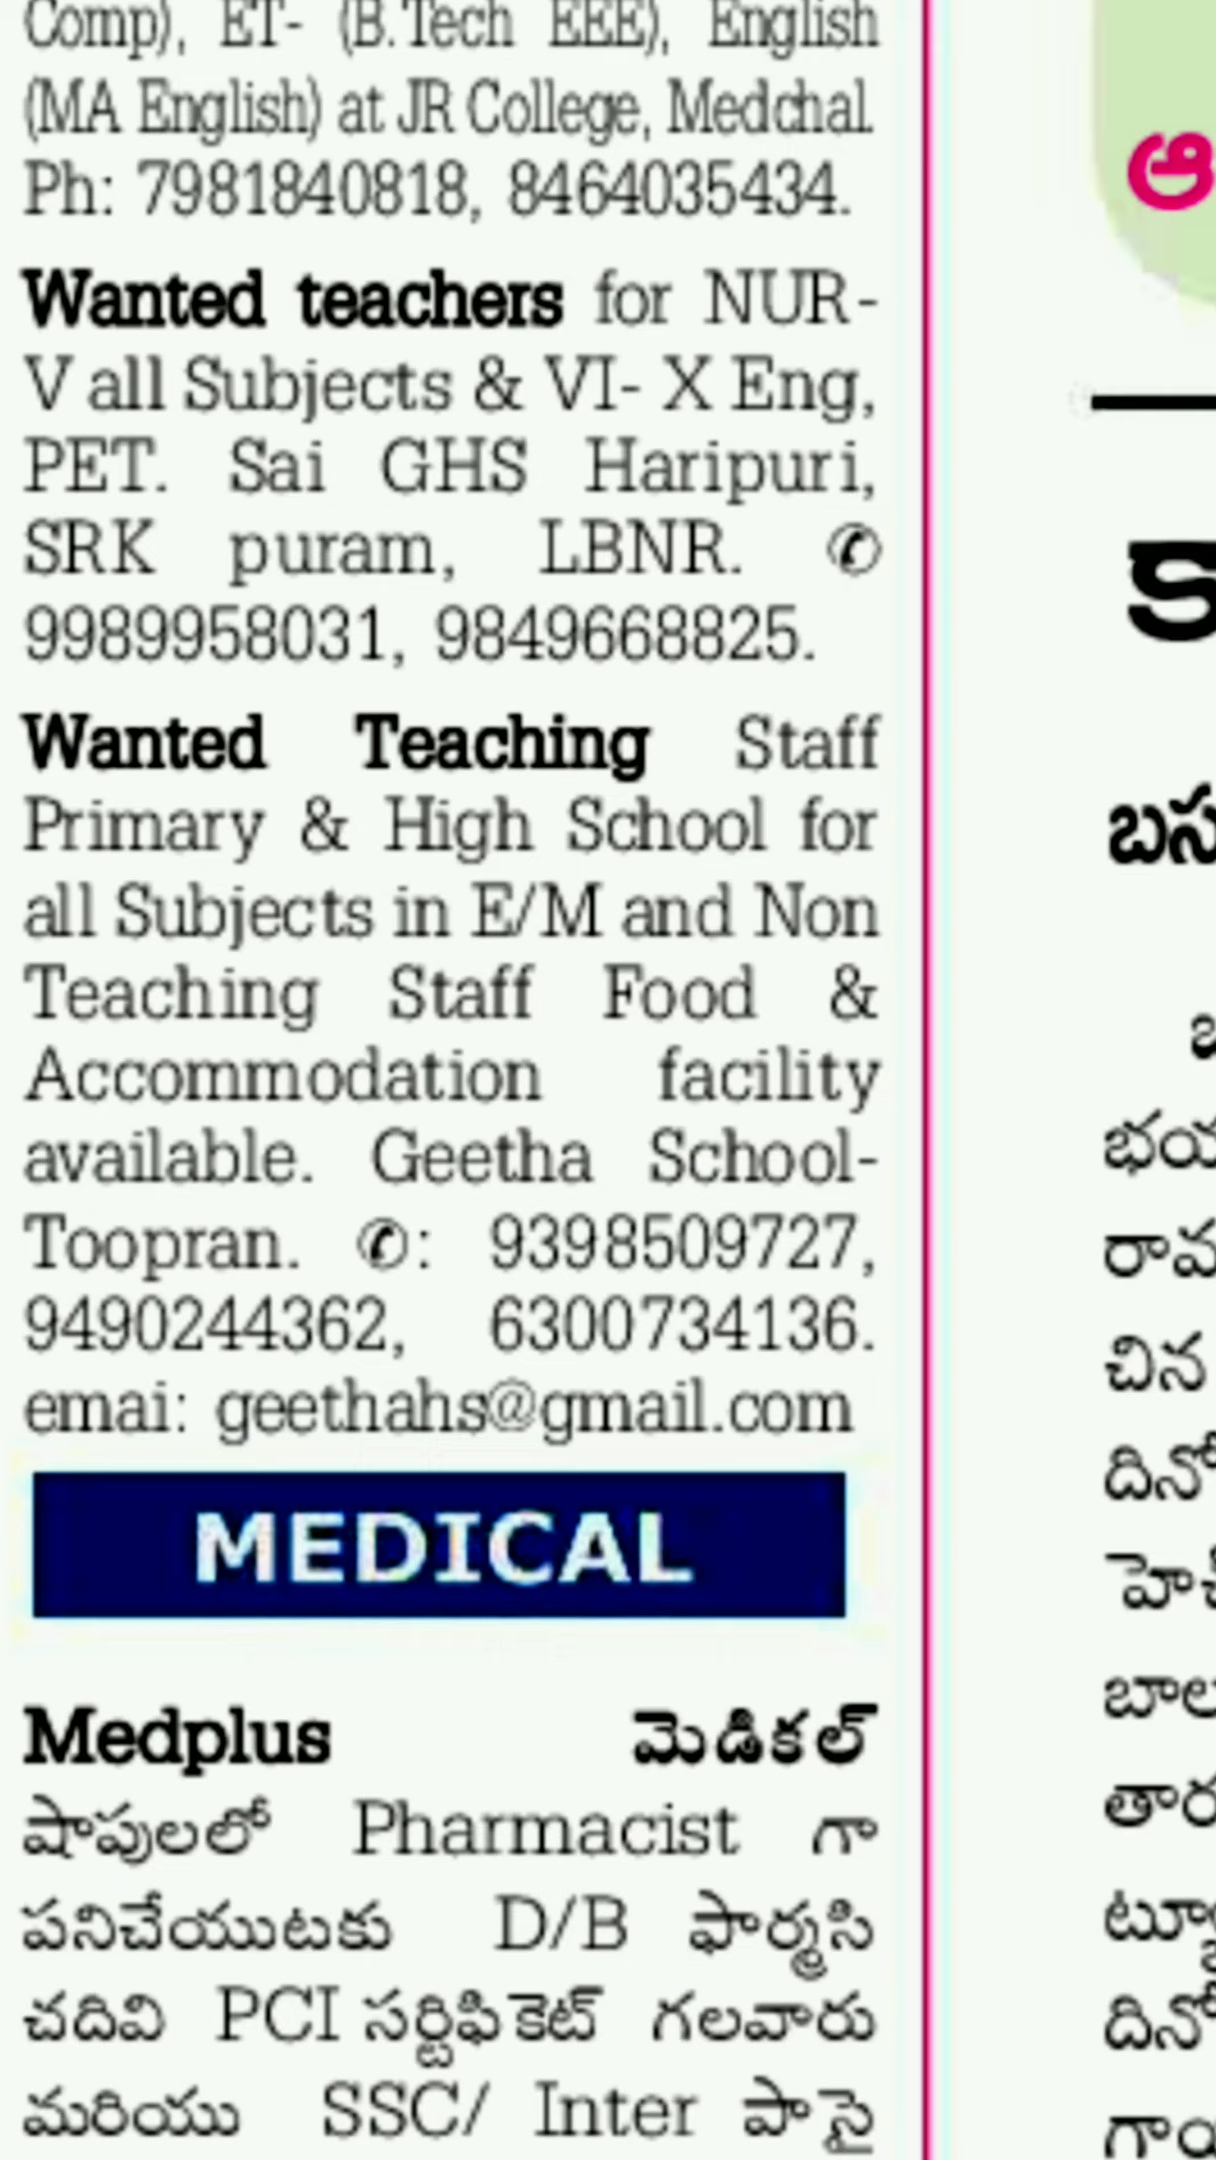 Comp), ET- (B.Tech EEE), English
(MA English) at JR College, Medchal.
Ph: 7981840818, 8464035434.
Wanted teachers for NUR-
V all Subjects & VI- X Eng,
PET. Sai GHS Haripuri,
SRK puram, LBNR. ✆
9989958031, 9849668825.
Wanted Teaching Staff
Primary & High School for
all Subjects in E/M and Non
Teaching Staff Food &
Accommodation facility
available. Geetha School-
Toopran. ✆: 9398509727,
9490244362, 6300734136.
emai: geethahs@gmail.com
MEDICAL
Medplus మెడికల్
షాపులలో Pharmacist గా
పనిచేయుటకు D/B ఫార్మసి
చదివి PCI సర్టిఫికెట్ గలవారు
మరియు SSC/ Inter పాసై